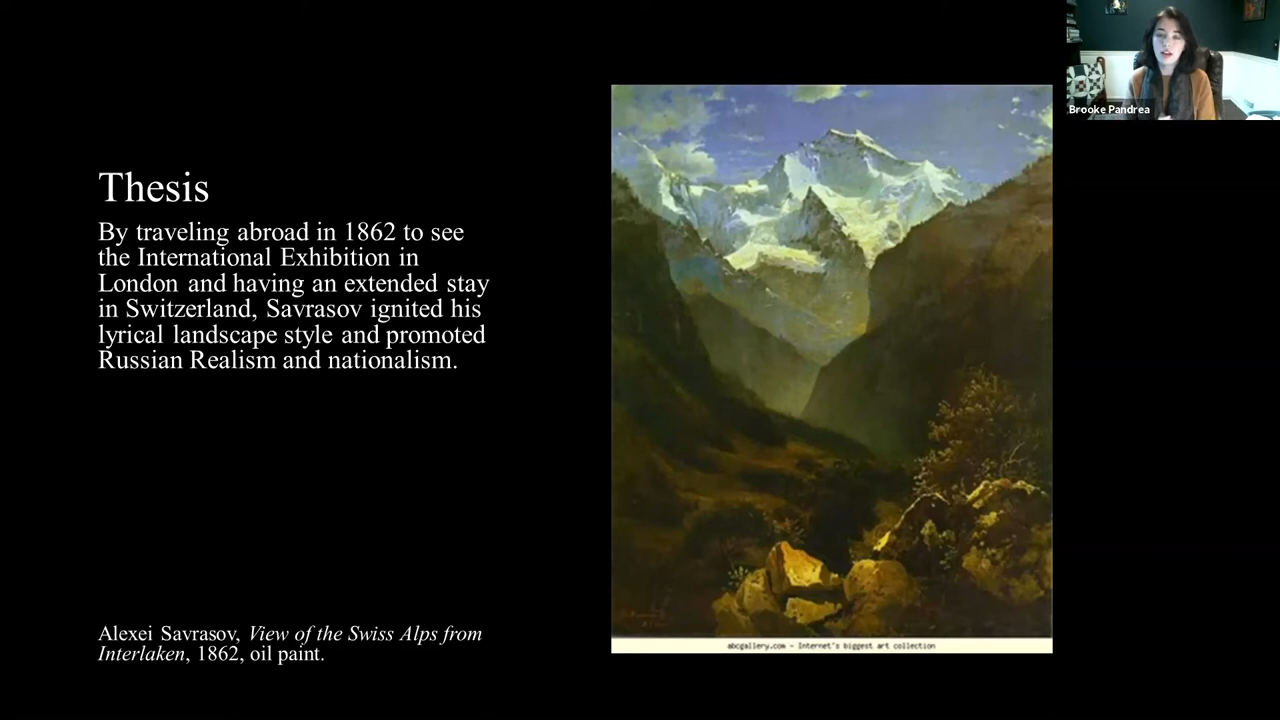 Brooke Pandrea
Thesis
By traveling abroad in 1862 to see
the International Exhibition in
London and having an extended stay
in Switzerland, Savrasov ignited his
lyrical landscape style and promoted
Russian Realism and nationalism.
Alexei Savrasov, View of the Swiss Alps from
Interlaken, 1862, oil paint.
abcgallery.com - Internet's biggest art collection